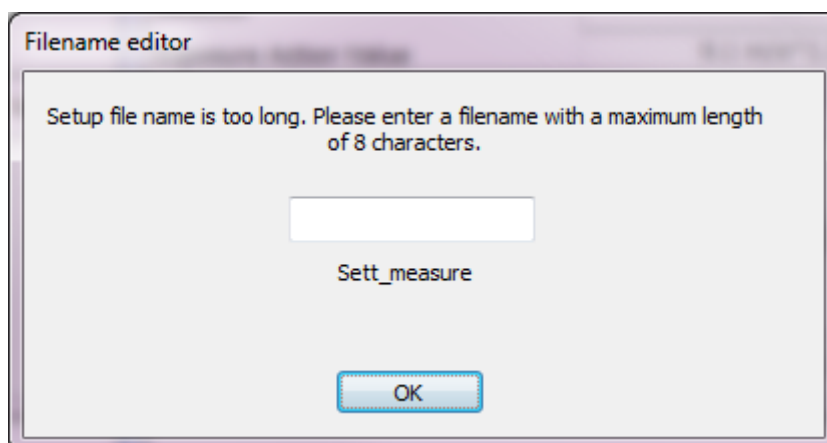 Filename editor
Setup file name is too long. Please enter a filename with a maximum length
of 8 characters.
Sett_measure
OK